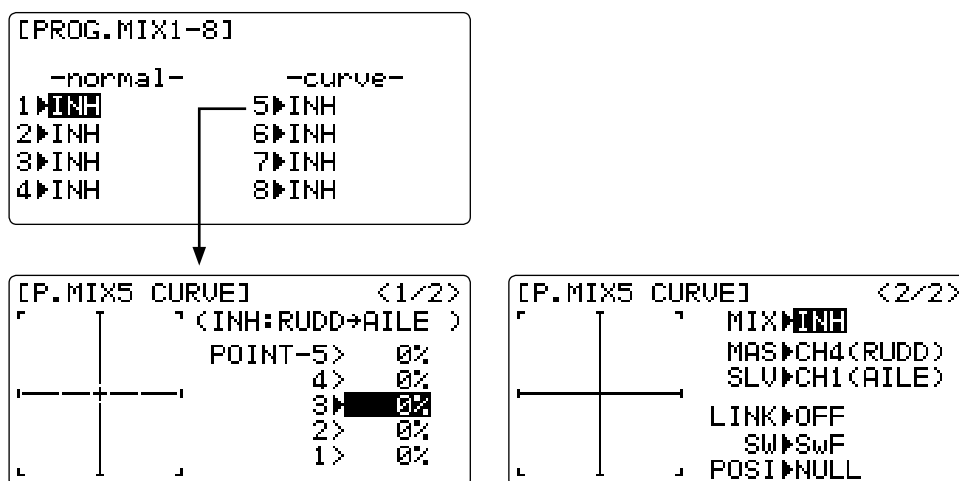 [PROG.MIX1-8]
-normal- -curve-
1▶INH 5▶INH
2▶INH 6▶INH
3▶INH 7▶INH
4▶INH 8▶INH
[P.MIX5 CURVE] <1/2>
(INH:RUDD→AILE )
POINT-5> 0%
4> 0%
3▶ 0%
2> 0%
1> 0%
[P.MIX5 CURVE] <2/2>
MIX▶INH
MAS▶CH4(RUDD)
SLV▶CH1(AILE)
LINK▶OFF
SW▶SwF
POSI▶NULL